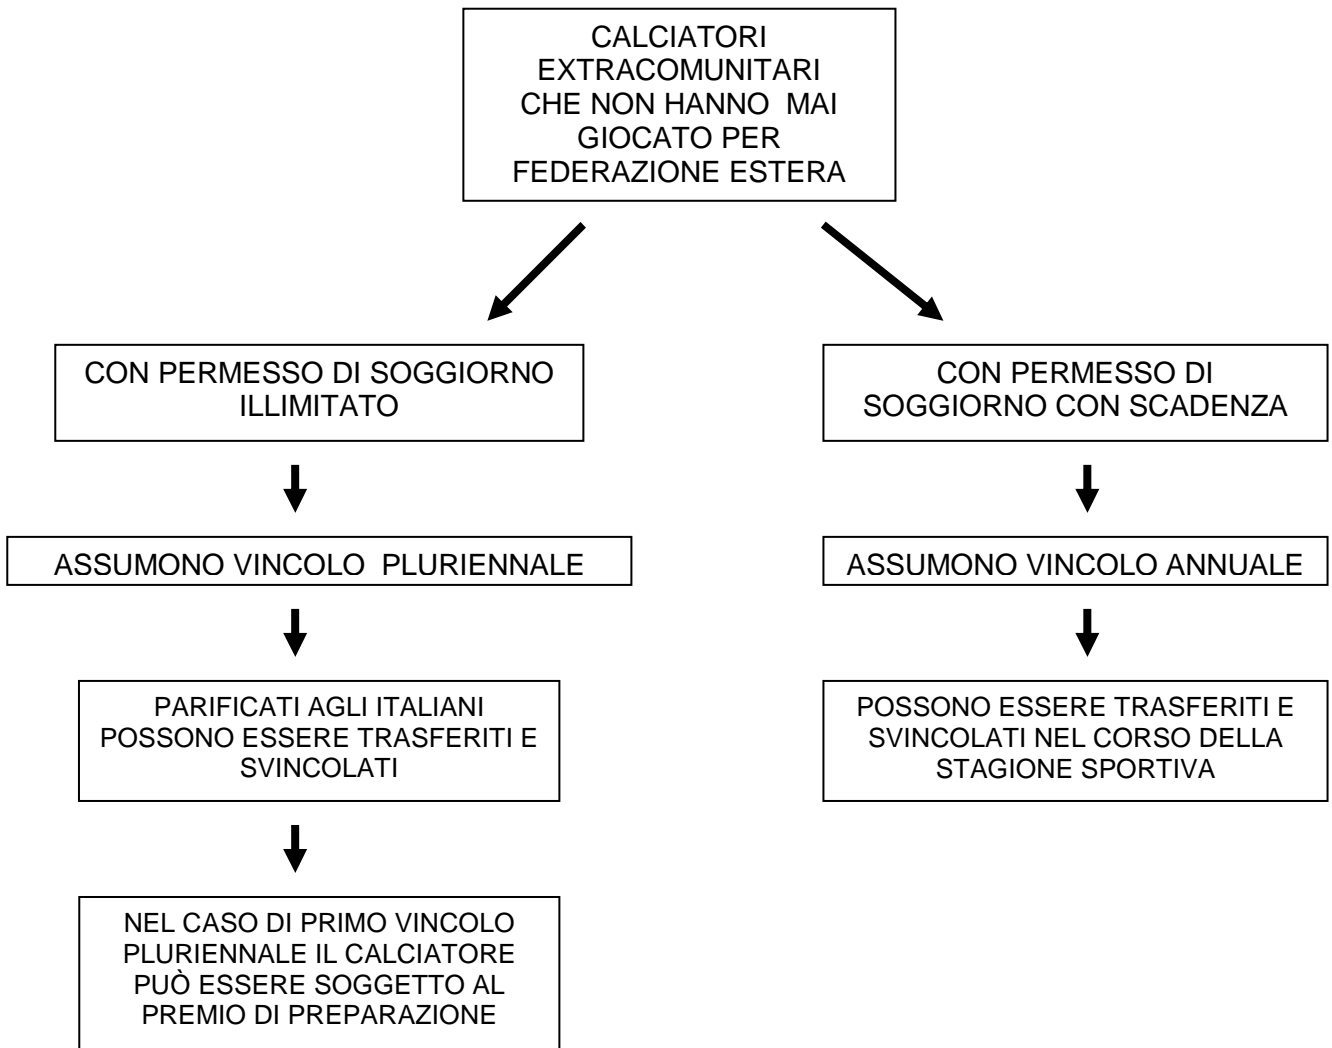 CALCIATORI
EXTRACOMUNITARI
CHE NON HANNO MAI
GIOCATO PER
FEDERAZIONE ESTERA
CON PERMESSO DI SOGGIORNO
ILLIMITATO
CON PERMESSO DI
SOGGIORNO CON SCADENZA
ASSUMONO VINCOLO PLURIENNALE
ASSUMONO VINCOLO ANNUALE
PARIFICATI AGLI ITALIANI
POSSONO ESSERE TRASFERITI E
SVINCOLATI
POSSONO ESSERE TRASFERITI E
SVINCOLATI NEL CORSO DELLA
STAGIONE SPORTIVA
NEL CASO DI PRIMO VINCOLO
PLURIENNALE IL CALCIATORE
PUÒ ESSERE SOGGETTO AL
PREMIO DI PREPARAZIONE